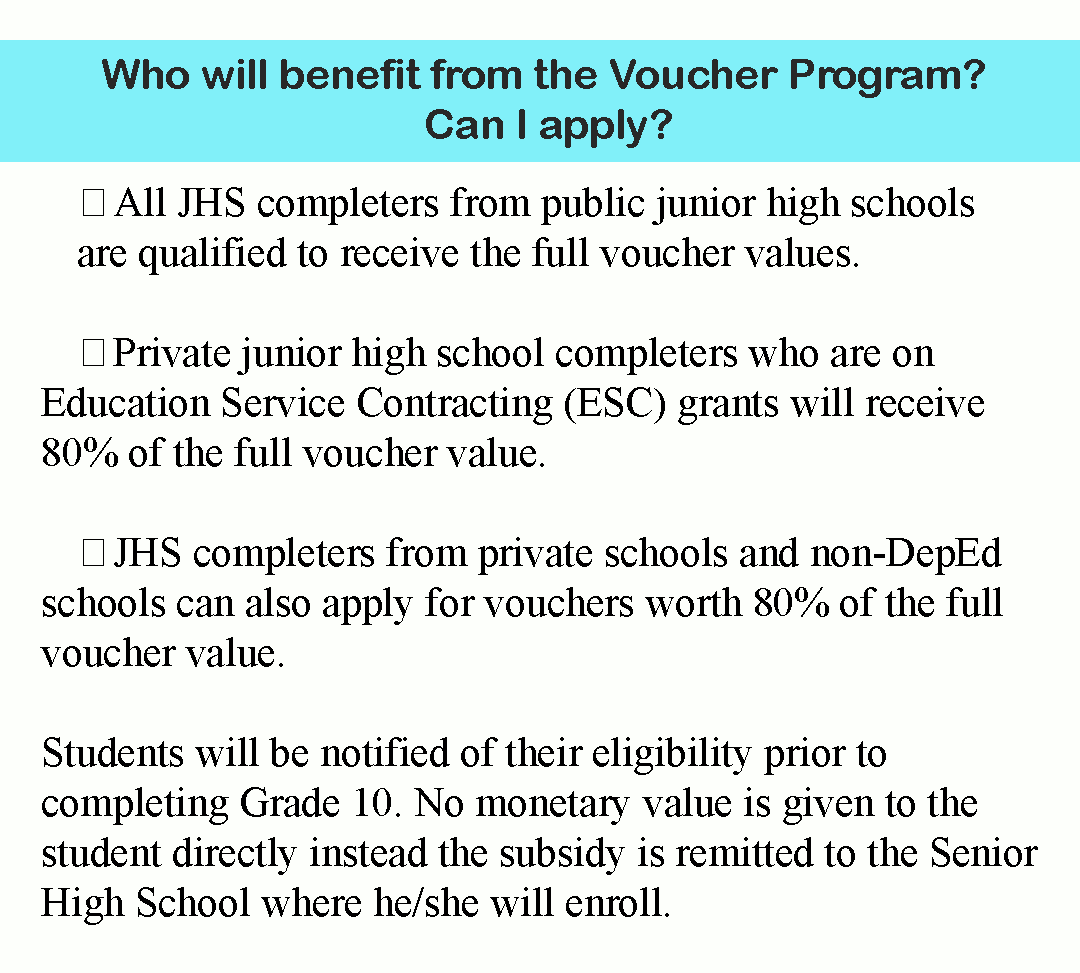 Who will benefit from the Voucher Program?
Can I apply?
□ All JHS completers from public junior high schools
are qualified to receive the full voucher values.
□ Private junior high school completers who are on
Education Service Contracting (ESC) grants will receive
80% of the full voucher value.
□ JHS completers from private schools and non-DepEd
schools can also apply for vouchers worth 80% of the full
voucher value.
Students will be notified of their eligibility prior to
completing Grade 10. No monetary value is given to the
student directly instead the subsidy is remitted to the Senior
High School where he/she will enroll.